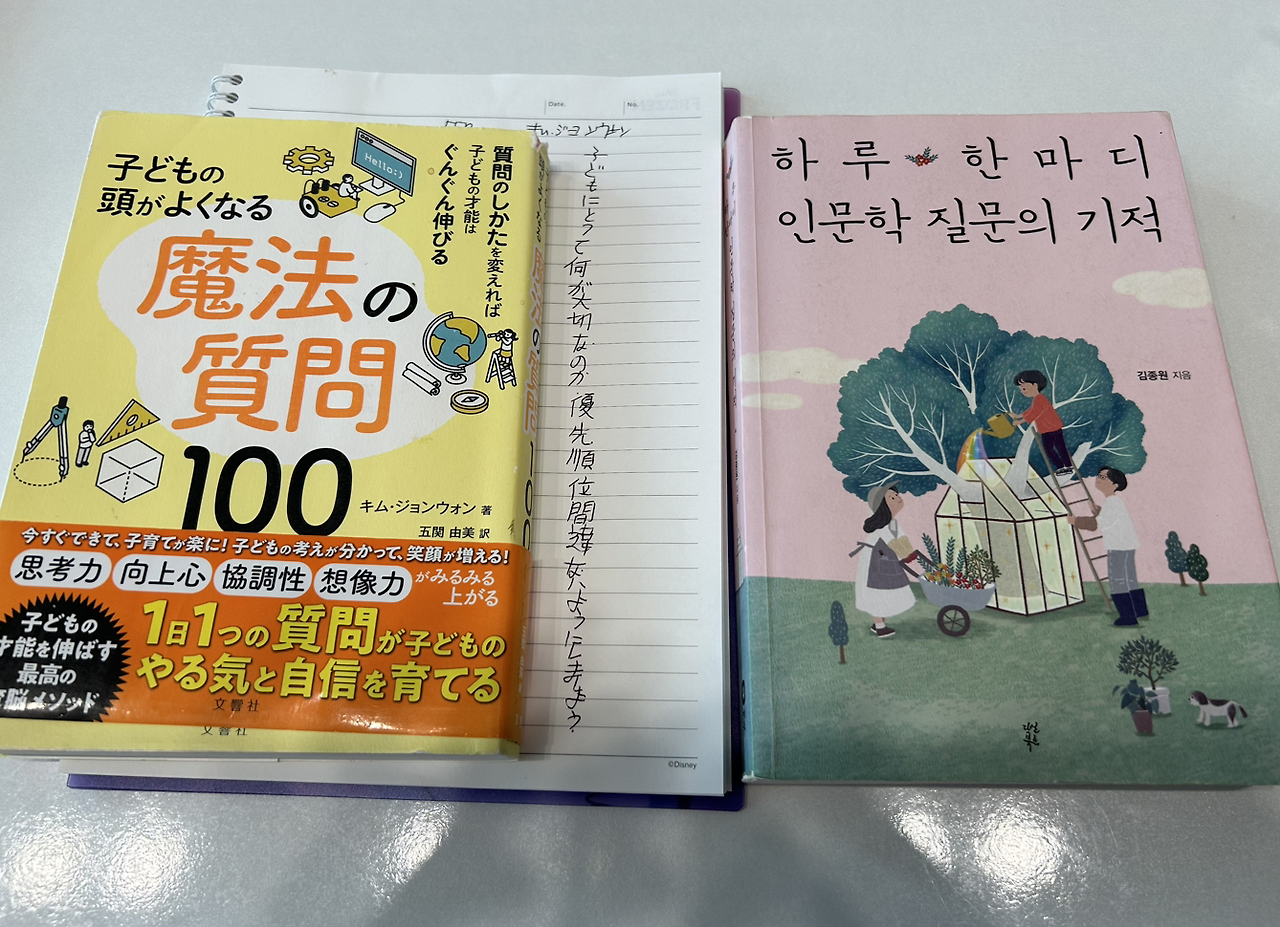 子どもの
頭がよくなる
魔法の
質問
100
質問のしかたを変えれば
子どもの才能は
ぐんぐん伸びる
Hello:)
キム・ジョンウォン 著
五関 由美 訳
今すぐできて、子育てが楽に! 子どもの考えが分かって、笑顔が増える!
思考力 向上心 協調性 想像力 がみるみる
上がる
子どもの
才能を伸ばす
最高の
脳メソッド
1日1つの質問が子どもの
やる気と自信を育てる
文響社
文響社
Date.
No.
キム・ジョンウォン
子どもにとって何が大切なのか優先順位間違えないようにしましょう。
©Disney
하루 한마디
인문학 질문의 기적
김종원 지음